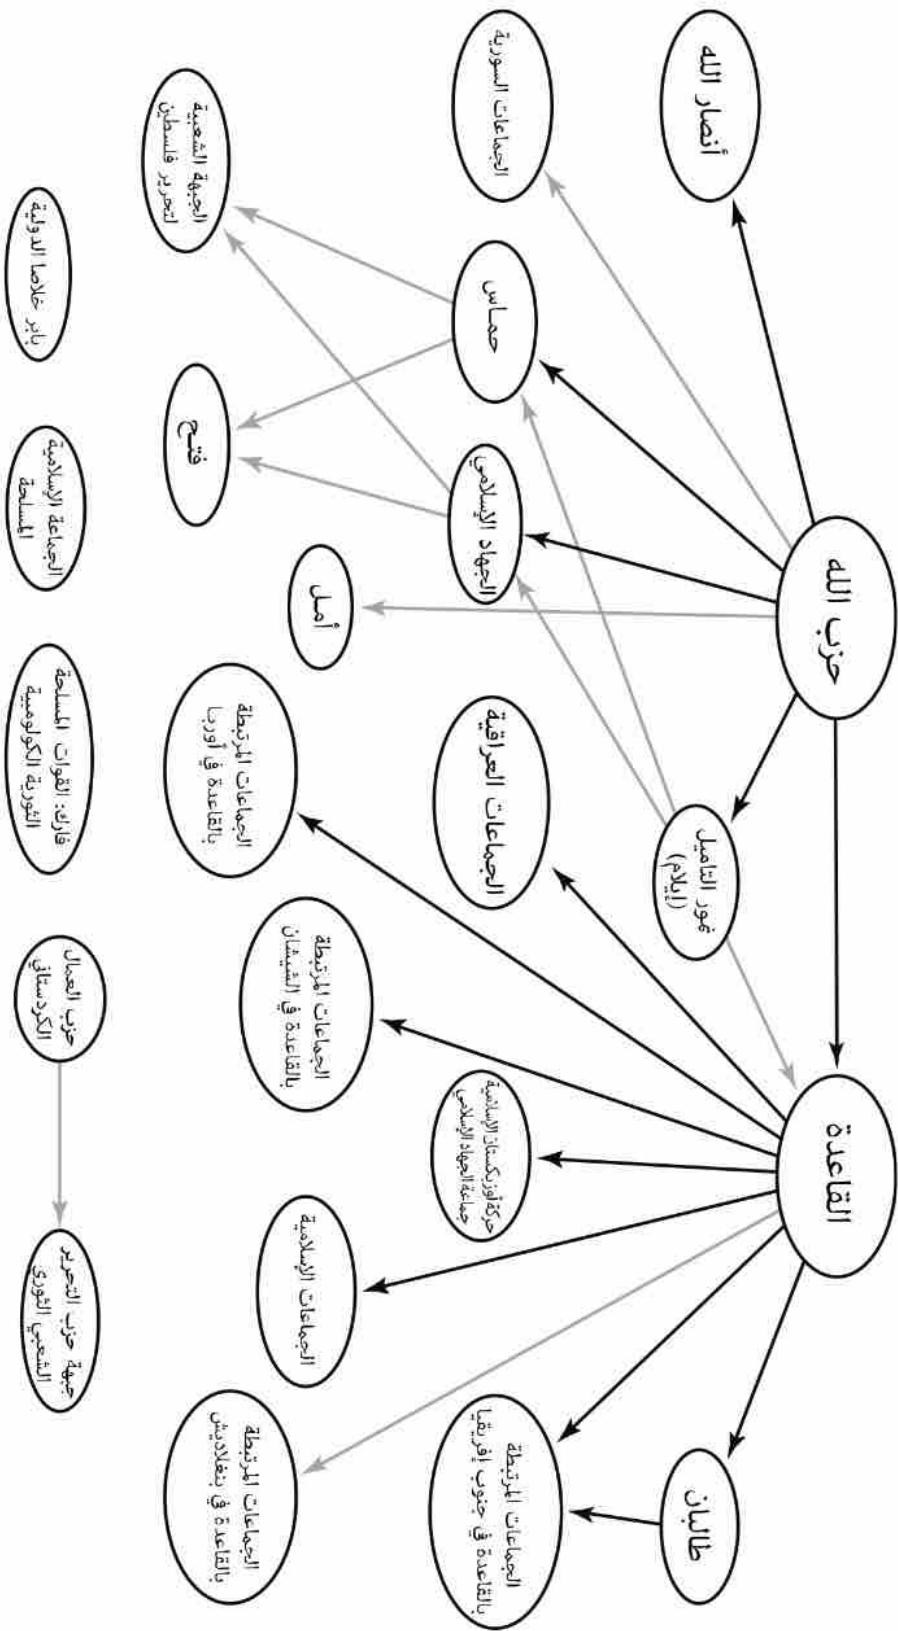 حزب الله
القاعدة
أنصار الله
نمور التاميل
(إيلام)
طالبان
الجماعات السورية
حماس
الجهاد الإسلامي
الجماعات العراقية
حركة أوزبكستان الإسلامية
جماعة الجهاد الإسلامي
الجماعات المرتبطة
بالقاعدة في جنوب إفريقيا
أمل
الجماعات المرتبطة
بالقاعدة في الشيشان
الجماعات الإسلامية
الجبهة الشعبية
لتحرير فلسطين
فتح
الجماعات المرتبطة
بالقاعدة في أوربا
الجماعات المرتبطة
بالقاعدة في بنغلاديش
بابر خلاصا الدولية
الجماعة الإسلامية
المسلحة
فارك: القوات المسلحة
الثورية الكولومبية
حزب العمال
الكردستاني
جبهة حزب التحرير
الشعبي الثوري